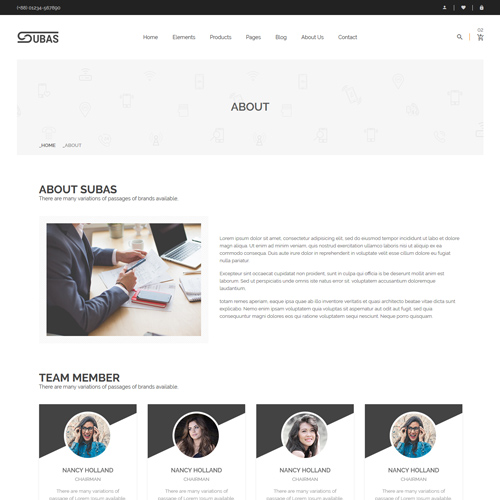 (+88) 01234-567890
SUBAS
Home Elements Products Pages Blog About Us Contact
02
ABOUT
_HOME _ABOUT
ABOUT SUBAS
There are many variations of passages of brands available.
Lorem ipsum dolor sit amet, consectetur adipisicing elit, sed do eiusmod tempor incididunt ut labore et dolore magna aliqua. Ut enim ad minim veniam, quis nostrud exercitation ullamco laboris nisi ut aliquip ex ea
commodo consequa. Duis aute irure dolor in reprehenderit in voluptate velit esse cillum dolore eu fugiat
nulla pariatur.
Excepteur sint occaecat cupidatat non proident, sunt in culpa qui officia deserunt mollit anim id est
laborum. Sed ut perspiciatis unde omnis iste natus error sit. voluptatem accusantium doloremque
laudantium.
totam rems aperiam, eaque ipsa quae ab illo inventore veritatis et quasi architecto beatae vitae dicta sunt
explicabo. Nemo enim ipsam voluptatem quia voluptas sit aspernatur aut odit aut fugit, sed quia
consequuntur magni dolores eos qui ratione voluptatem sequi nesciunt. Neque porro quisquam.
TEAM MEMBER
There are many variations of passages of brands available.
NANCY HOLLAND NANCY HOLLAND NANCY HOLLAND NANCY HOLLAND
CHAIRMAN CHAIRMAN CHAIRMAN CHAIRMAN
There are many variations of There are many variations of There are many variations of There are many variations of
passages of Lorem Ipsum available, passage of Lorem Ipsum available, passage of Lorem Ipsum available, passages of Lorem Ipsum available,